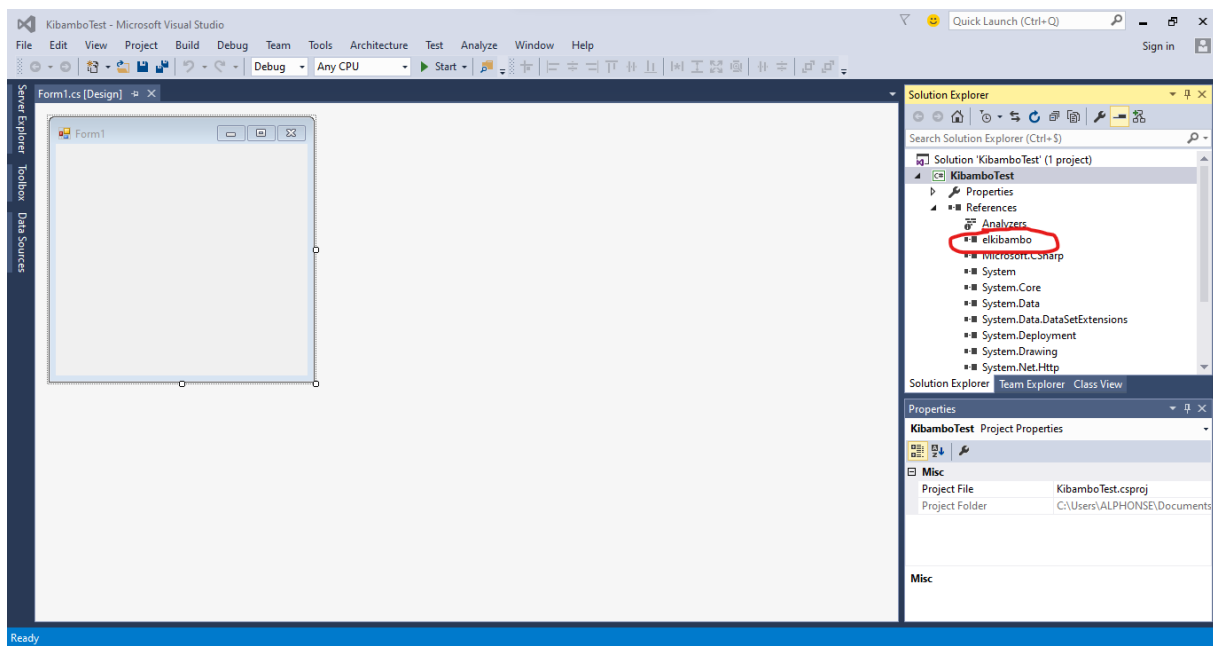 KibamboTest - Microsoft Visual Studio
Quick Launch (Ctrl+Q)
File Edit View Project Build Debug Team Tools Architecture Test Analyze Window Help
Sign in
Debug Any CPU Start
Server Explorer
Toolbox
Data Sources
Form1.cs [Design]
Form1
Solution Explorer
Search Solution Explorer (Ctrl+$)
Solution 'KibamboTest' (1 project)
KibamboTest
Properties
References
Analyzers
elkibambo
Microsoft.CSharp
System
System.Core
System.Data
System.Data.DataSetExtensions
System.Deployment
System.Drawing
System.Net.Http
Solution Explorer Team Explorer Class View
Properties
KibamboTest Project Properties
Misc
Project File KibamboTest.csproj
Project Folder C:\Users\ALPHONSE\Documents
Misc
Ready